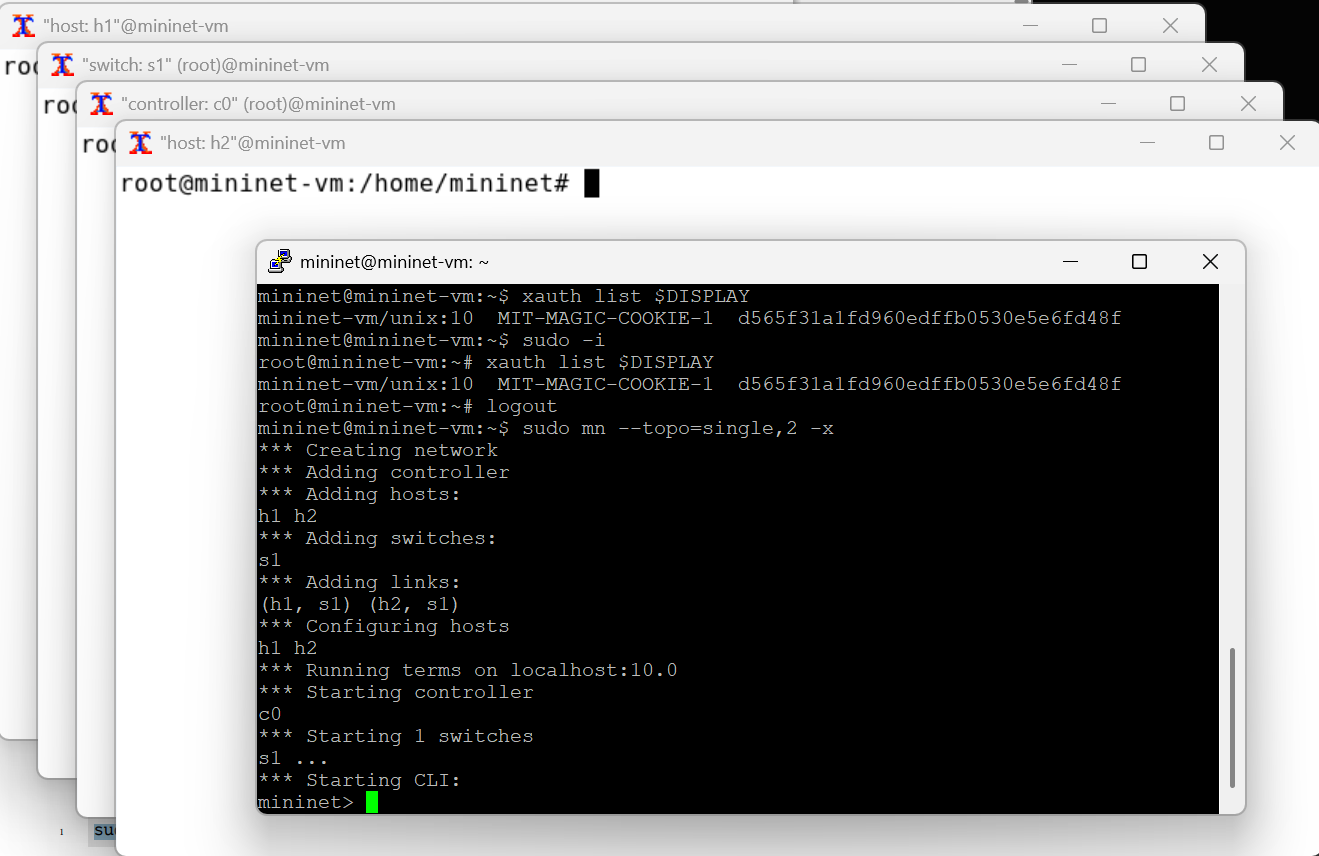 "host: h1"@mininet-vm
roo
"switch: s1" (root)@mininet-vm
roo
"controller: c0" (root)@mininet-vm
roo
"host: h2"@mininet-vm
root@mininet-vm:/home/mininet#
mininet@mininet-vm: ~
mininet@mininet-vm:~$ xauth list $DISPLAY
mininet-vm/unix:10  MIT-MAGIC-COOKIE-1  d565f31a1fd960edffb0530e5e6fd48f
mininet@mininet-vm:~$ sudo -i
root@mininet-vm:~# xauth list $DISPLAY
mininet-vm/unix:10  MIT-MAGIC-COOKIE-1  d565f31a1fd960edffb0530e5e6fd48f
root@mininet-vm:~# logout
mininet@mininet-vm:~$ sudo mn --topo=single,2 -x
*** Creating network
*** Adding controller
*** Adding hosts:
h1 h2
*** Adding switches:
s1
*** Adding links:
(h1, s1) (h2, s1)
*** Configuring hosts
h1 h2
*** Running terms on localhost:10.0
*** Starting controller
c0
*** Starting 1 switches
s1 ...
*** Starting CLI:
mininet>
1 su